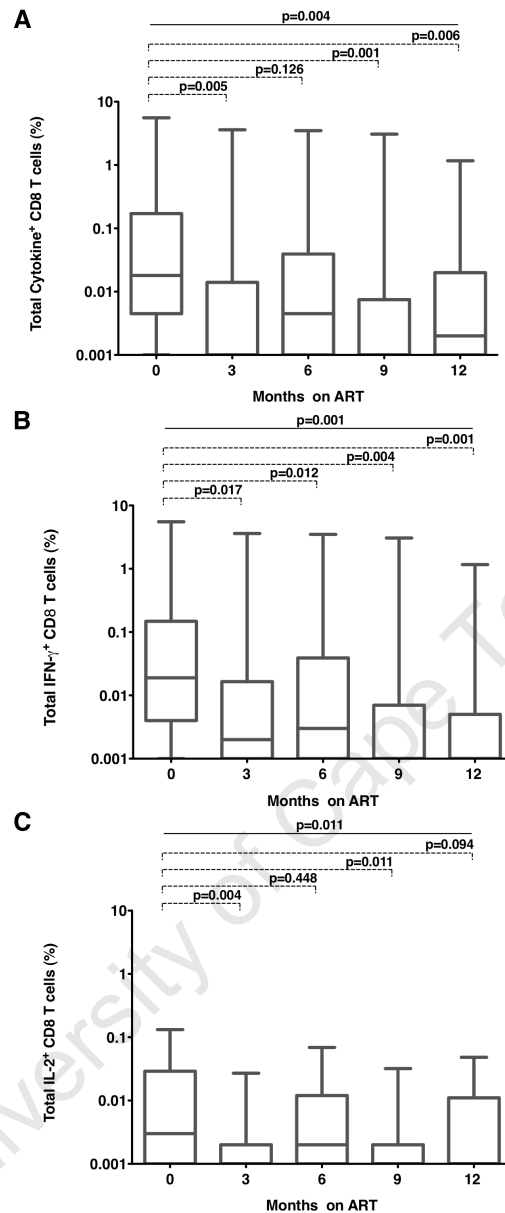 A
p=0.004
p=0.006
p=0.001
p=0.126
p=0.005
Total Cytokine⁺ CD8 T cells (%)
10
1
0.1
0.01
0.001
0 3 6 9 12
Months on ART
B
p=0.001
p=0.001
p=0.004
p=0.012
p=0.017
Total IFN-γ⁺ CD8 T cells (%)
10
1
0.1
0.01
0.001
0 3 6 9 12
Months on ART
C
p=0.011
p=0.094
p=0.011
p=0.448
p=0.004
Total IL-2⁺ CD8 T cells (%)
10
1
0.1
0.01
0.001
0 3 6 9 12
Months on ART
iversity of Cape To